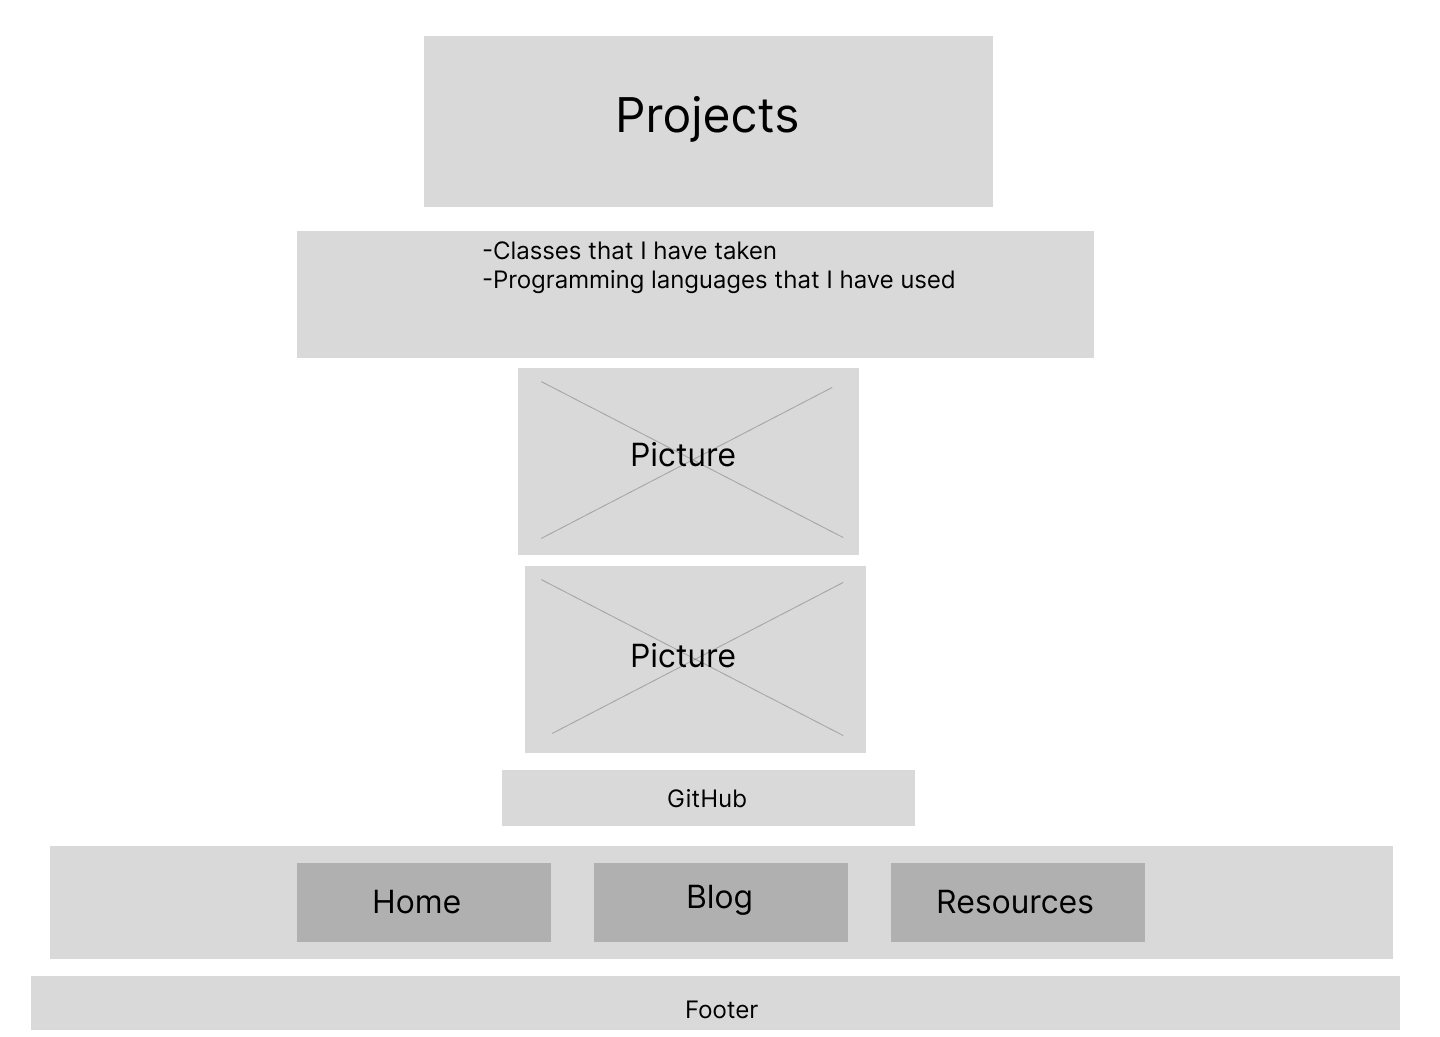 Projects
-Classes that I have taken
-Programming languages that I have used
Picture
Picture
GitHub
Home
Blog
Resources
Footer